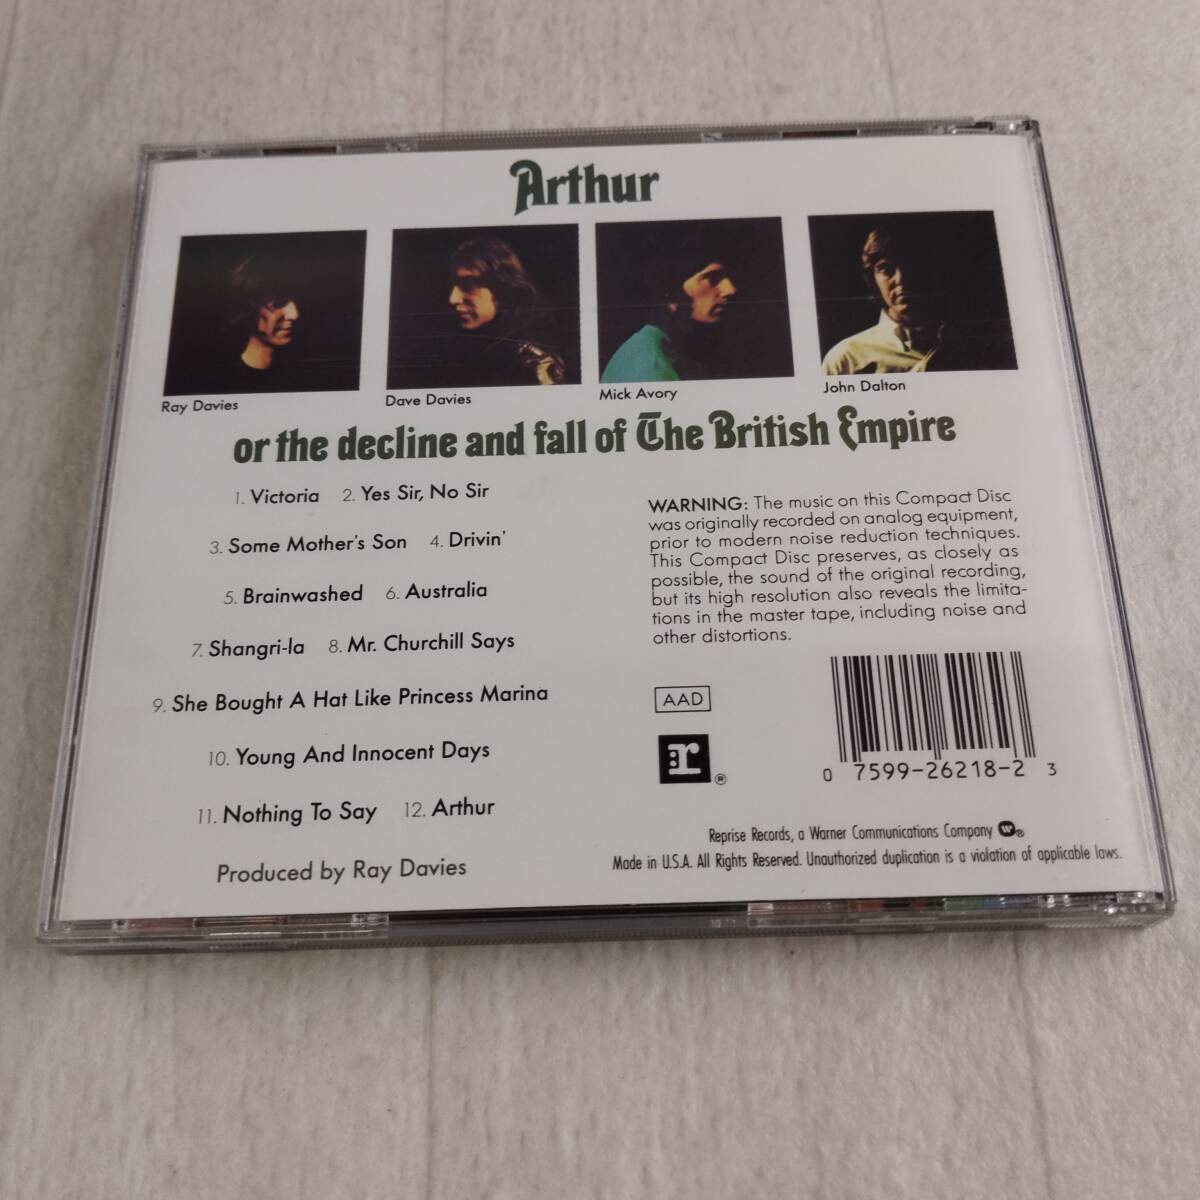 Arthur
Ray Davies
Dave Davies
Mick Avory
John Dalton
or the decline and fall of The British Empire
1. Victoria 2. Yes Sir, No Sir
3. Some Mother's Son 4. Drivin'
5. Brainwashed 6. Australia
7. Shangri-la 8. Mr. Churchill Says
9. She Bought A Hat Like Princess Marina
10. Young And Innocent Days
11. Nothing To Say 12. Arthur
Produced by Ray Davies
WARNING: The music on this Compact Disc
was originally recorded on analog equipment,
prior to modern noise reduction techniques.
This Compact Disc preserves, as closely as
possible, the sound of the original recording,
but its high resolution also reveals the limita-
tions in the master tape, including noise and
other distortions.
AAD
r ®
0 7599-26218-2 3
Reprise Records, a Warner Communications Company W ®
Made in U.S.A. All Rights Reserved. Unauthorized duplication is a violation of applicable laws.